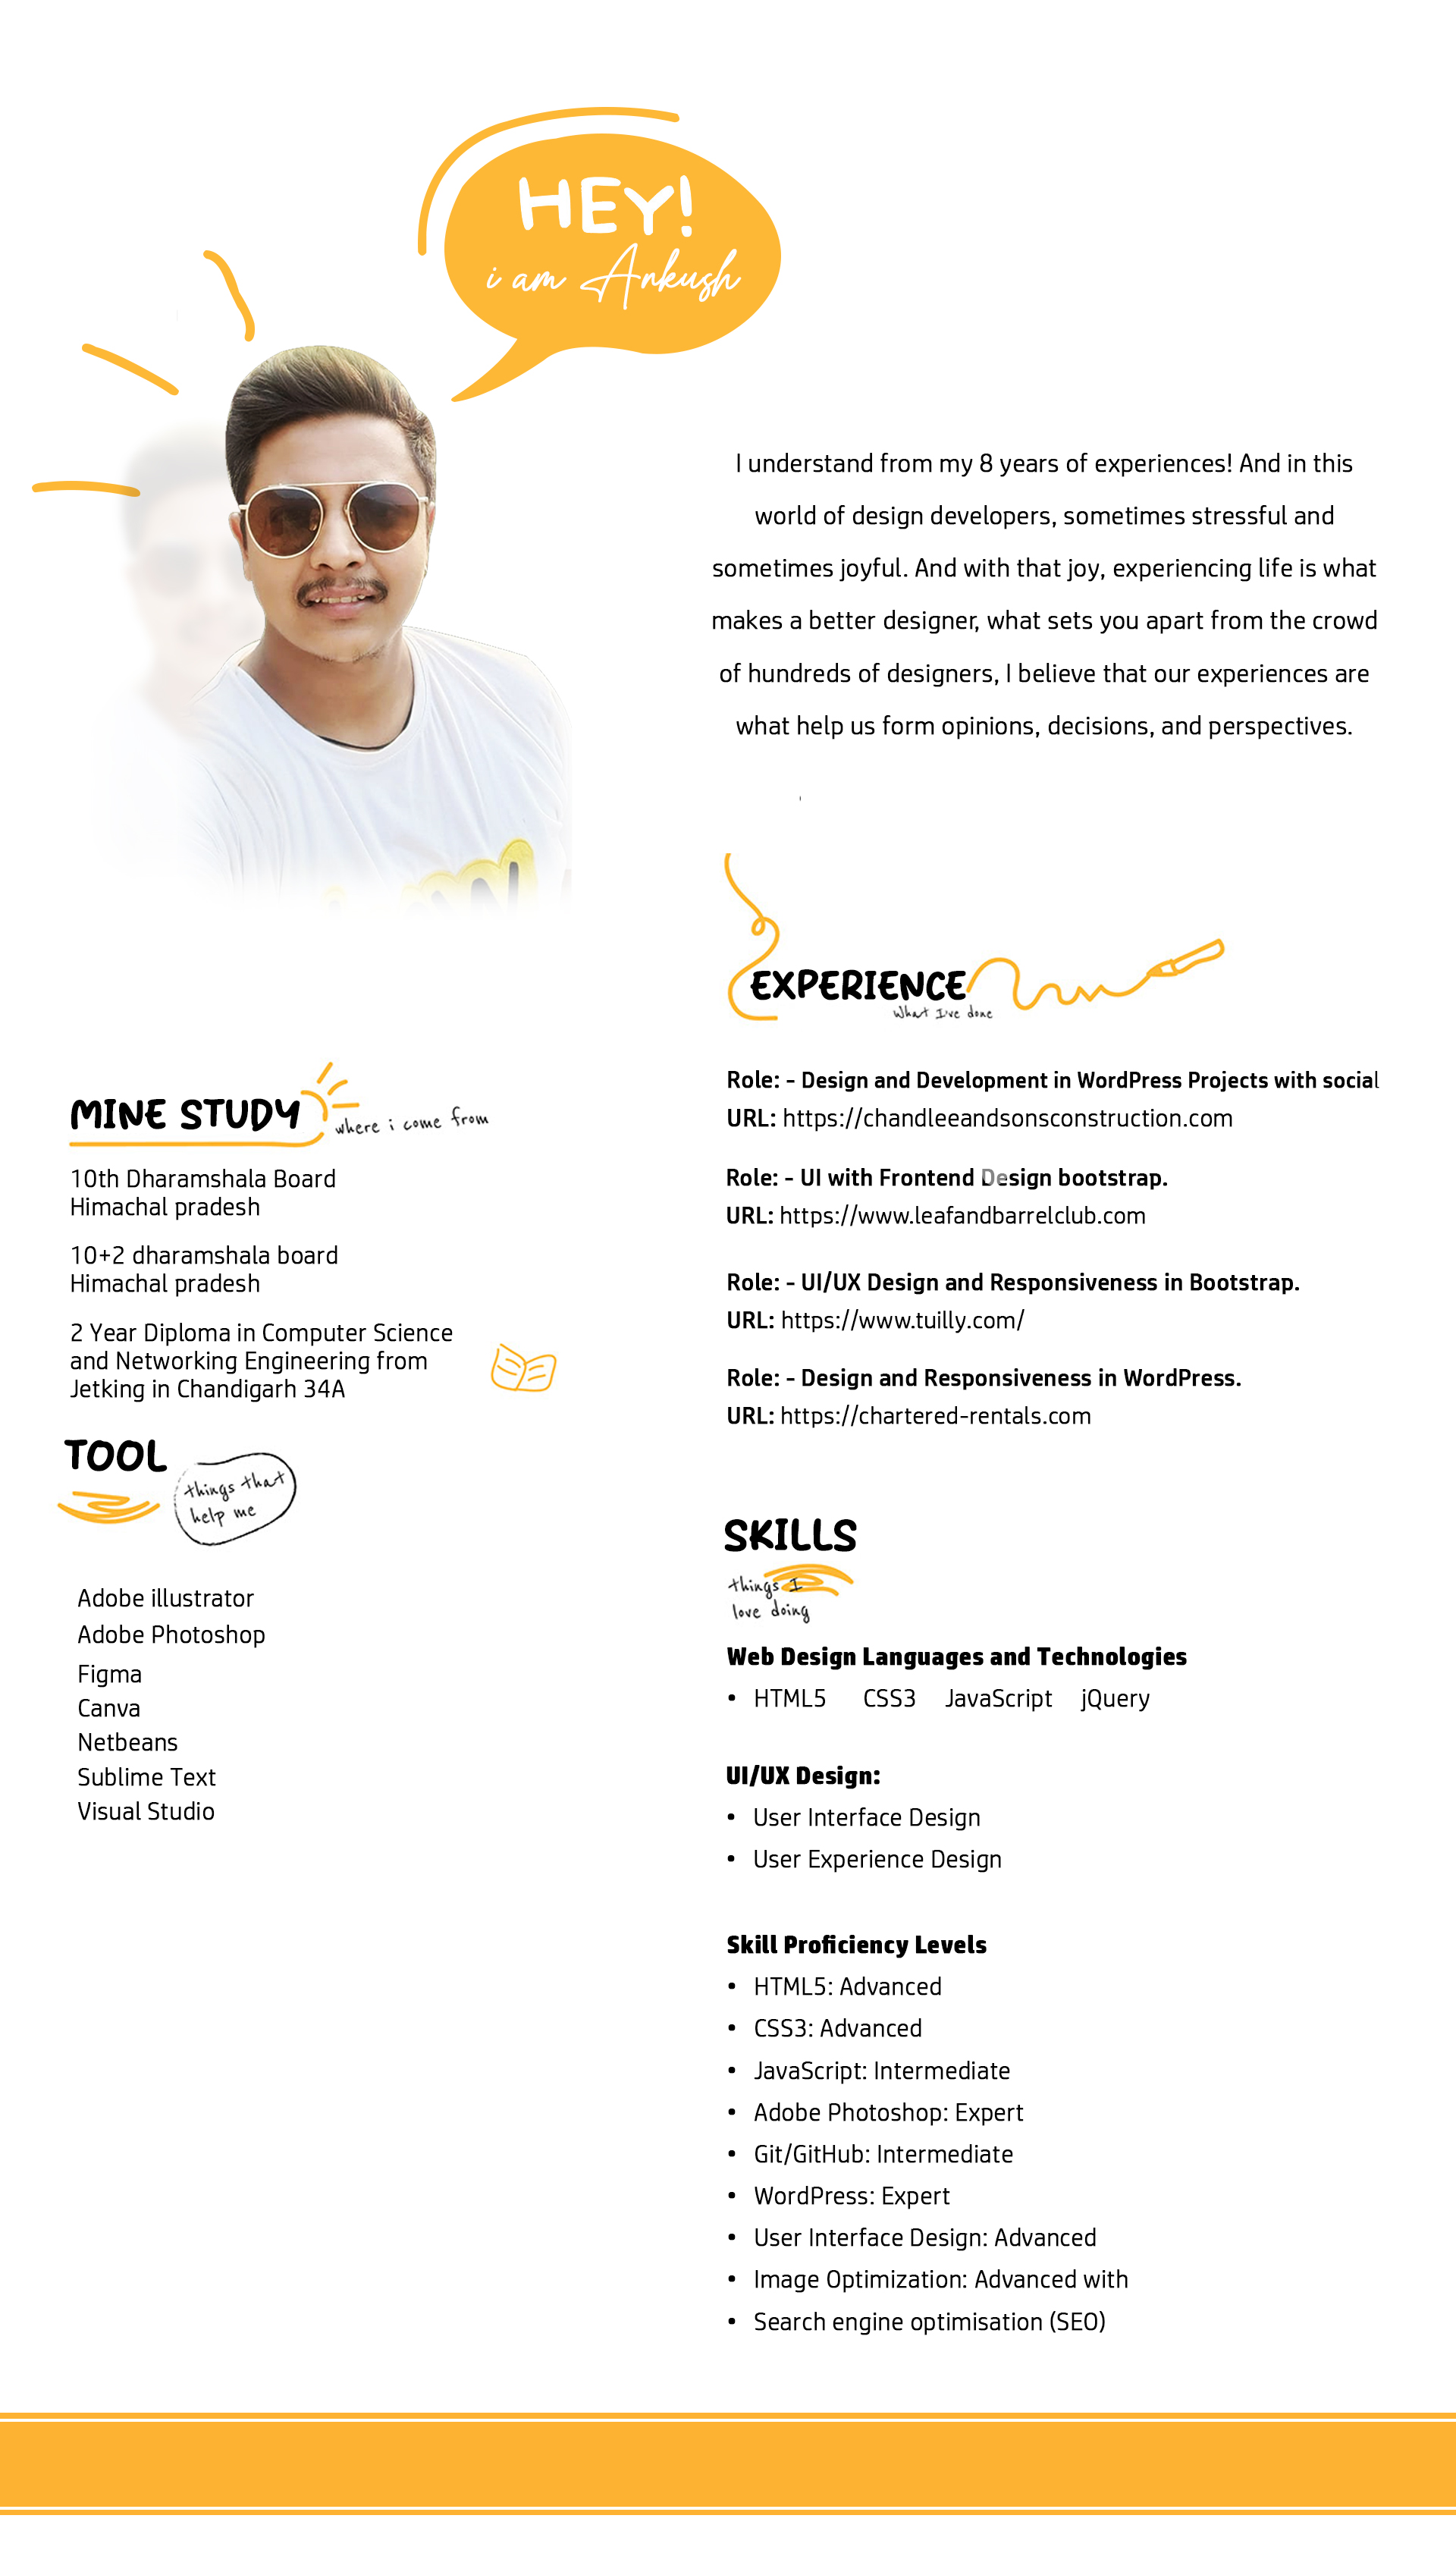 HEY!
i am Ankush
I understand from my 8 years of experiences! And in this
world of design developers, sometimes stressful and
sometimes joyful. And with that joy, experiencing life is what
makes a better designer, what sets you apart from the crowd
of hundreds of designers, I believe that our experiences are
what help us form opinions, decisions, and perspectives.
MINE STUDY
where i come from
10th Dharamshala Board
Himachal pradesh
10+2 dharamshala board
Himachal pradesh
2 Year Diploma in Computer Science
and Networking Engineering from
Jetking in Chandigarh 34A
TOOL
things that
help me
Adobe illustrator
Adobe Photoshop
Figma
Canva
Netbeans
Sublime Text
Visual Studio
EXPERIENCE
What I've done
Role: - Design and Development in WordPress Projects with social
URL: https://chandleeandsonsconstruction.com
Role: - UI with Frontend Design bootstrap.
URL: https://www.leafandbarrelclub.com
Role: - UI/UX Design and Responsiveness in Bootstrap.
URL: https://www.tuilly.com/
Role: - Design and Responsiveness in WordPress.
URL: https://chartered-rentals.com
SKILLS
things I
love doing
Web Design Languages and Technologies
• HTML5 CSS3 JavaScript jQuery
UI/UX Design:
• User Interface Design
• User Experience Design
Skill Proficiency Levels
• HTML5: Advanced
• CSS3: Advanced
• JavaScript: Intermediate
• Adobe Photoshop: Expert
• Git/GitHub: Intermediate
• WordPress: Expert
• User Interface Design: Advanced
• Image Optimization: Advanced with
• Search engine optimisation (SEO)